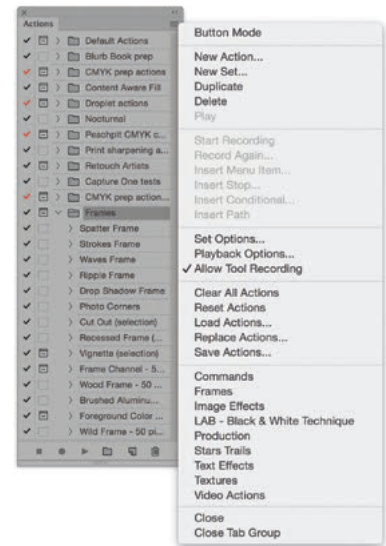 Actions
Default Actions
Blurb Book prep
CMYK prep actions
Content Aware Fill
Droplet actions
Nocturnal
Peachpit CMYK c...
Print sharpening a...
Retouch Artists
Capture One tests
CMYK prep action...
Frames
Spatter Frame
Strokes Frame
Waves Frame
Ripple Frame
Drop Shadow Frame
Photo Corners
Cut Out (selection)
Recessed Frame (...
Vignette (selection)
Frame Channel - 5...
Wood Frame - 50 ...
Brushed Aluminu...
Foreground Color ...
Wild Frame - 50 pi...
Button Mode
New Action...
New Set...
Duplicate
Delete
Play
Start Recording
Record Again...
Insert Menu Item...
Insert Stop...
Insert Conditional...
Insert Path
Set Options...
Playback Options...
Allow Tool Recording
Clear All Actions
Reset Actions
Load Actions...
Replace Actions...
Save Actions...
Commands
Frames
Image Effects
LAB - Black & White Technique
Production
Stars Trails
Text Effects
Textures
Video Actions
Close
Close Tab Group